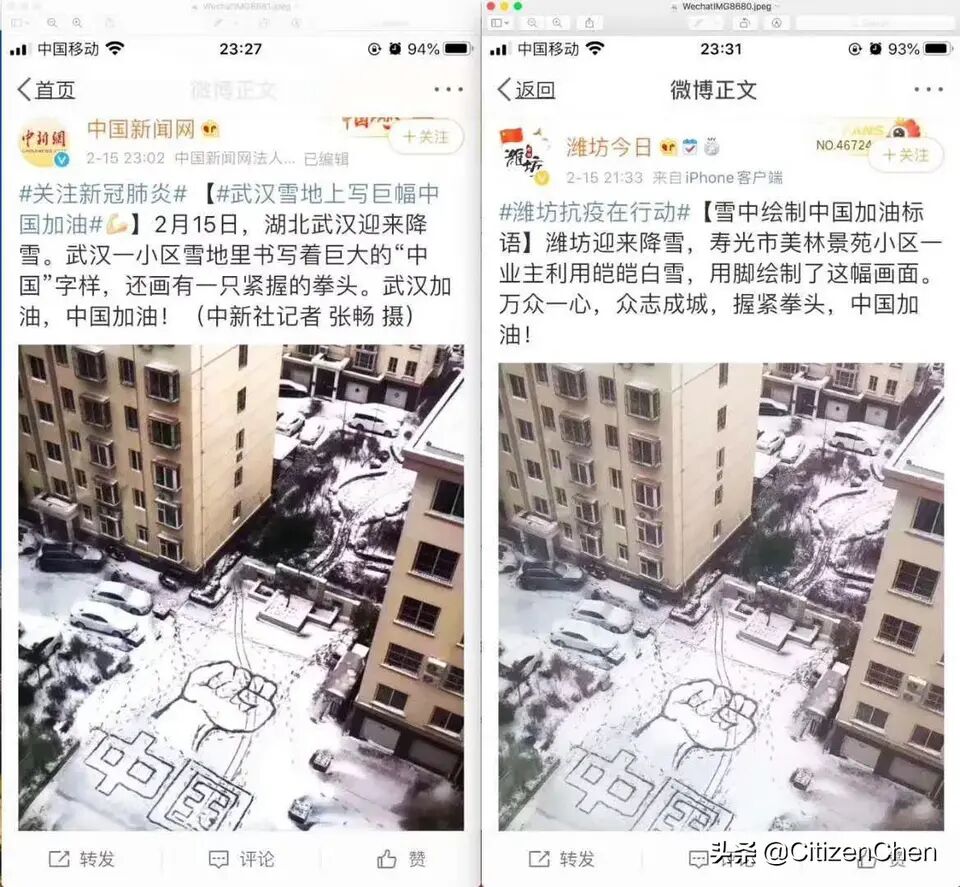 WechatIMG8681.jpeg
中国移动
23:27
94%
首页
微博正文
中新網
中国新闻网
2-15 23:02 中国新闻网法人... 已编辑
+关注
#关注新冠肺炎# 【#武汉雪地上写巨幅中
国加油#💪】2月15日，湖北武汉迎来降
雪。武汉一小区雪地里书写着巨大的“中
国”字样，还画有一只紧握的拳头。武汉加
油，中国加油！（中新社记者 张畅 摄）
中国
转发
评论
赞
WechatIMG8680.jpeg
中国移动
23:31
93%
返回
微博正文
潍坊
潍坊今日
NO.46724
+关注
2-15 21:33 来自iPhone客户端
#潍坊抗疫在行动#【雪中绘制中国加油标
语】潍坊迎来降雪，寿光市美林景苑小区一
业主利用皑皑白雪，用脚绘制了这幅画面。
万众一心，众志成城，握紧拳头，中国加
油！
中国
转发
头条 @CitizenChen